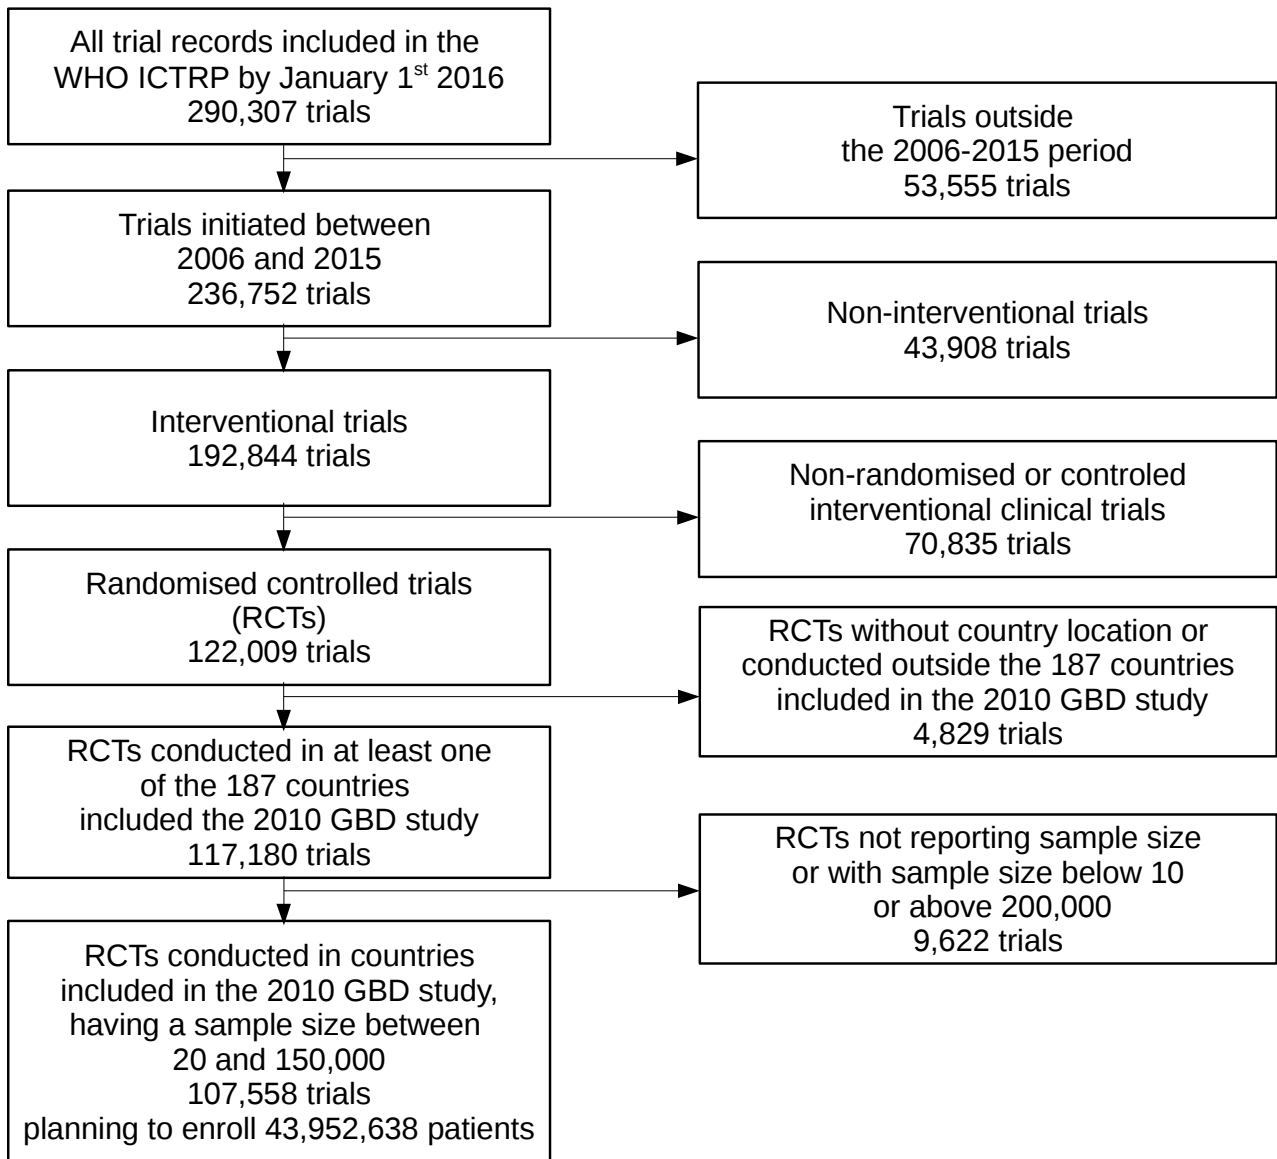 All trial records included in the
WHO ICTRP by January 1st 2016
290,307 trials
Trials outside
the 2006-2015 period
53,555 trials
Trials initiated between
2006 and 2015
236,752 trials
Non-interventional trials
43,908 trials
Interventional trials
192,844 trials
Non-randomised or controled
interventional clinical trials
70,835 trials
Randomised controlled trials
(RCTs)
122,009 trials
RCTs without country location or
conducted outside the 187 countries
included in the 2010 GBD study
4,829 trials
RCTs conducted in at least one
of the 187 countries
included the 2010 GBD study
117,180 trials
RCTs not reporting sample size
or with sample size below 10
or above 200,000
9,622 trials
RCTs conducted in countries
included in the 2010 GBD study,
having a sample size between
20 and 150,000
107,558 trials
planning to enroll 43,952,638 patients